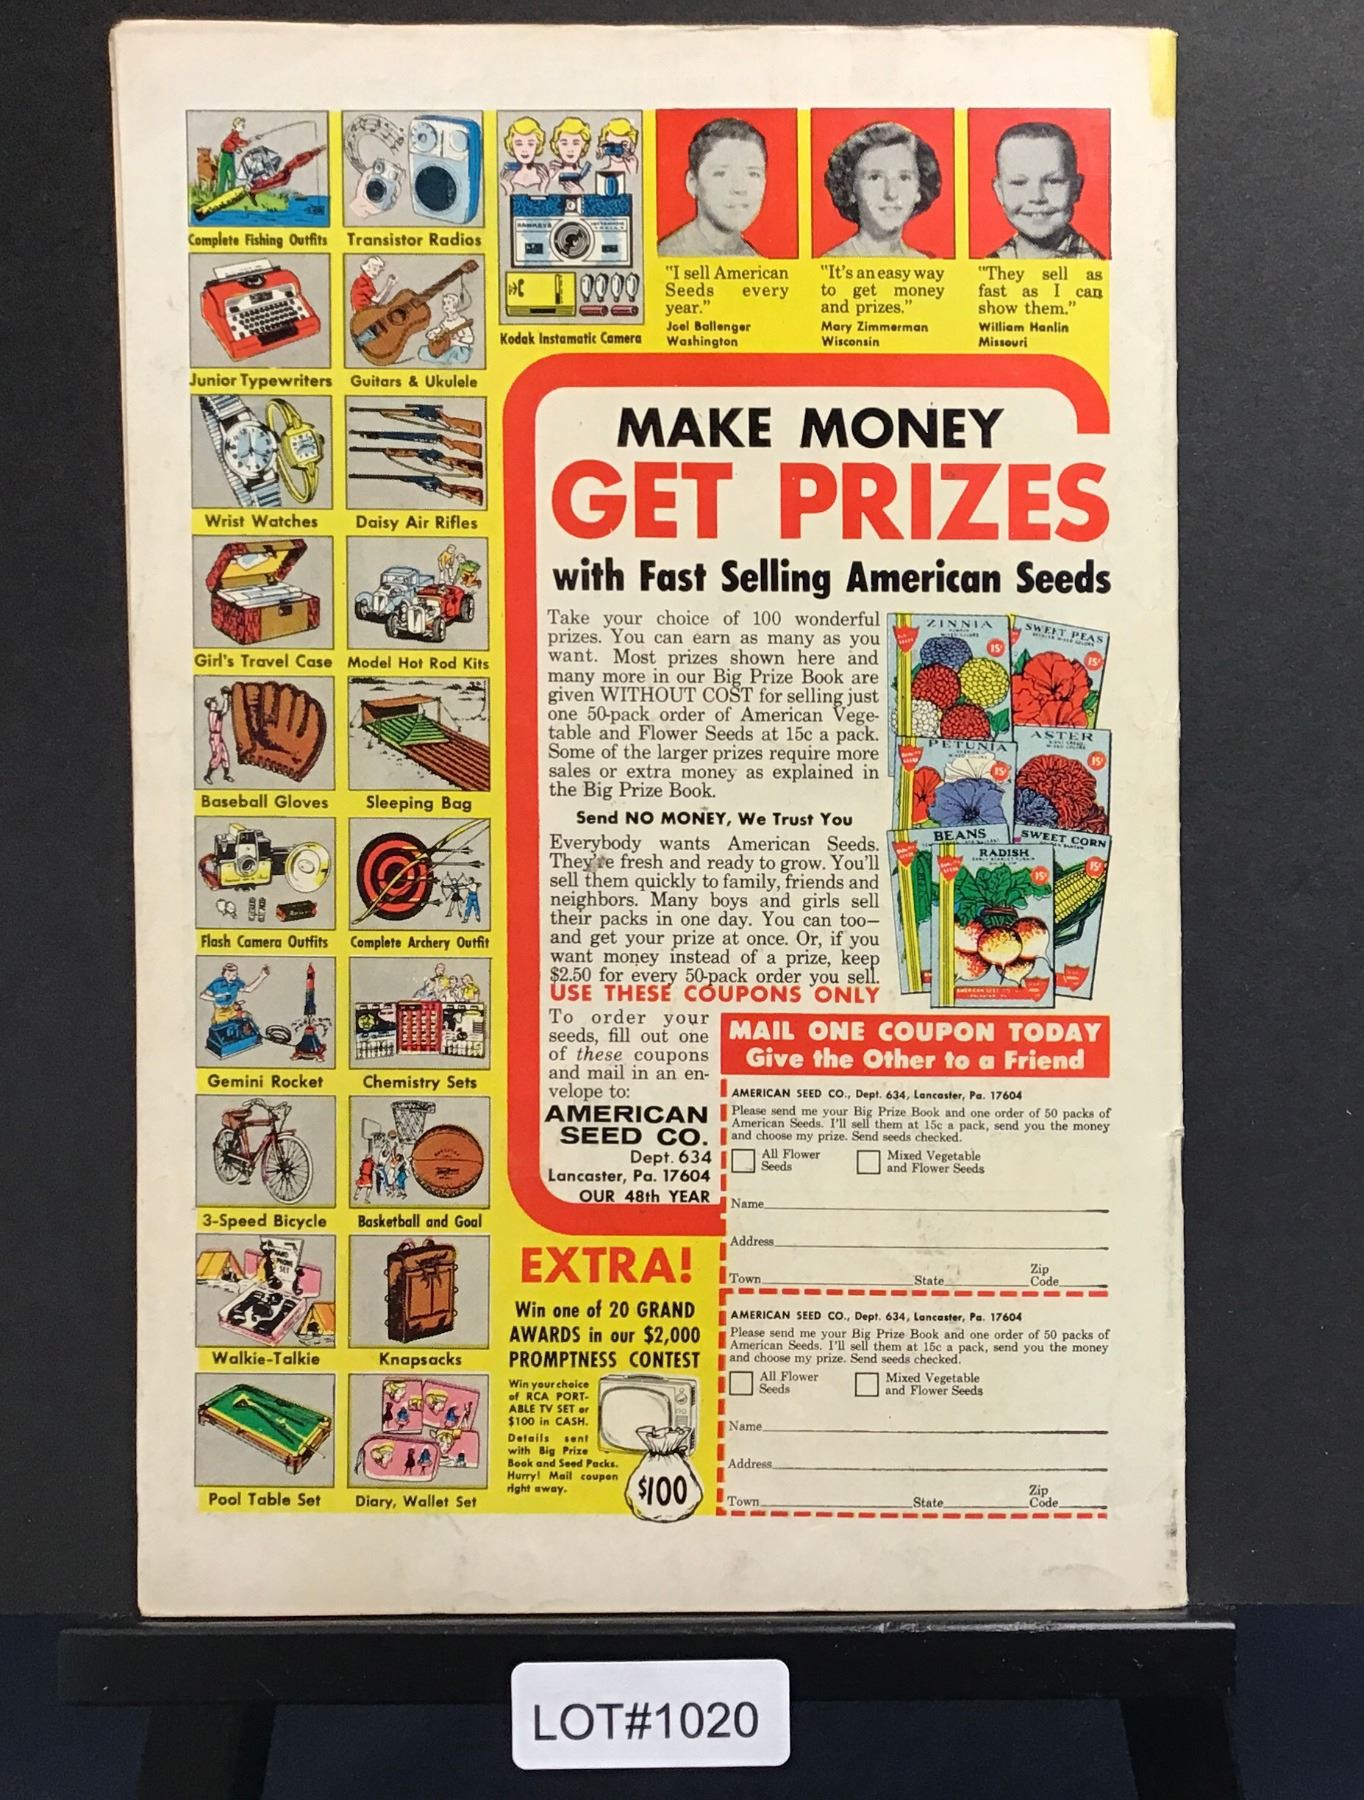 Complete Fishing Outfits
Transistor Radios
Junior Typewriters
Guitars & Ukulele
Wrist Watches
Daisy Air Rifles
Girl's Travel Case
Model Hot Rod Kits
Baseball Gloves
Sleeping Bag
Flash Camera Outfits
Complete Archery Outfit
Gemini Rocket
Chemistry Sets
3-Speed Bicycle
Basketball and Goal
Walkie-Talkie
Knapsacks
Pool Table Set
Diary, Wallet Set
HAWKEYE
Kodak Instamatic Camera
"I sell American
Seeds every
year."
Joel Ballenger
Washington
"It's an easy way
to get money
and prizes."
Mary Zimmerman
Wisconsin
"They sell as
fast as I can
show them."
William Hanlin
Missouri
MAKE MONEY
GET PRIZES
with Fast Selling American Seeds
Take your choice of 100 wonderful
prizes. You can earn as many as you
want. Most prizes shown here and
many more in our Big Prize Book are
given WITHOUT COST for selling just
one 50-pack order of American Vege-
table and Flower Seeds at 15c a pack.
Some of the larger prizes require more
sales or extra money as explained in
the Big Prize Book.
Send NO MONEY, We Trust You
Everybody wants American Seeds.
They're fresh and ready to grow. You'll
sell them quickly to family, friends and
neighbors. Many boys and girls sell
their packs in one day. You can too—
and get your prize at once. Or, if you
want money instead of a prize, keep
$2.50 for every 50-pack order you sell.
USE THESE COUPONS ONLY
ZINNIA
MIXED COLORS
15¢
SWEET PEAS
15¢
PETUNIA
MIXED COLORS
15¢
ASTER
MIXED COLORS
15¢
BEANS
SWEET CORN
15¢
RADISH
15¢
To order your
seeds, fill out one
of these coupons
and mail in an en-
velope to:
AMERICAN
SEED CO.
Dept. 634
Lancaster, Pa. 17604
OUR 48th YEAR
MAIL ONE COUPON TODAY
Give the Other to a Friend
AMERICAN SEED CO., Dept. 634, Lancaster, Pa. 17604
Please send me your Big Prize Book and one order of 50 packs of
American Seeds. I'll sell them at 15c a pack, send you the money
and choose my prize. Send seeds checked.
All Flower
Seeds
Mixed Vegetable
and Flower Seeds
Name
Address
Town State Zip
Code
AMERICAN SEED CO., Dept. 634, Lancaster, Pa. 17604
Please send me your Big Prize Book and one order of 50 packs of
American Seeds. I'll sell them at 15c a pack, send you the money
and choose my prize. Send seeds checked.
All Flower
Seeds
Mixed Vegetable
and Flower Seeds
Name
Address
Town State Zip
Code
EXTRA!
Win one of 20 GRAND
AWARDS in our $2,000
PROMPTNESS CONTEST
Win your choice
of RCA PORT-
ABLE TV SET or
$100 in CASH.
Details sent
with Big Prize
Book and Seed Packs.
Hurry! Mail coupon
right away.
$100
LOT#1020